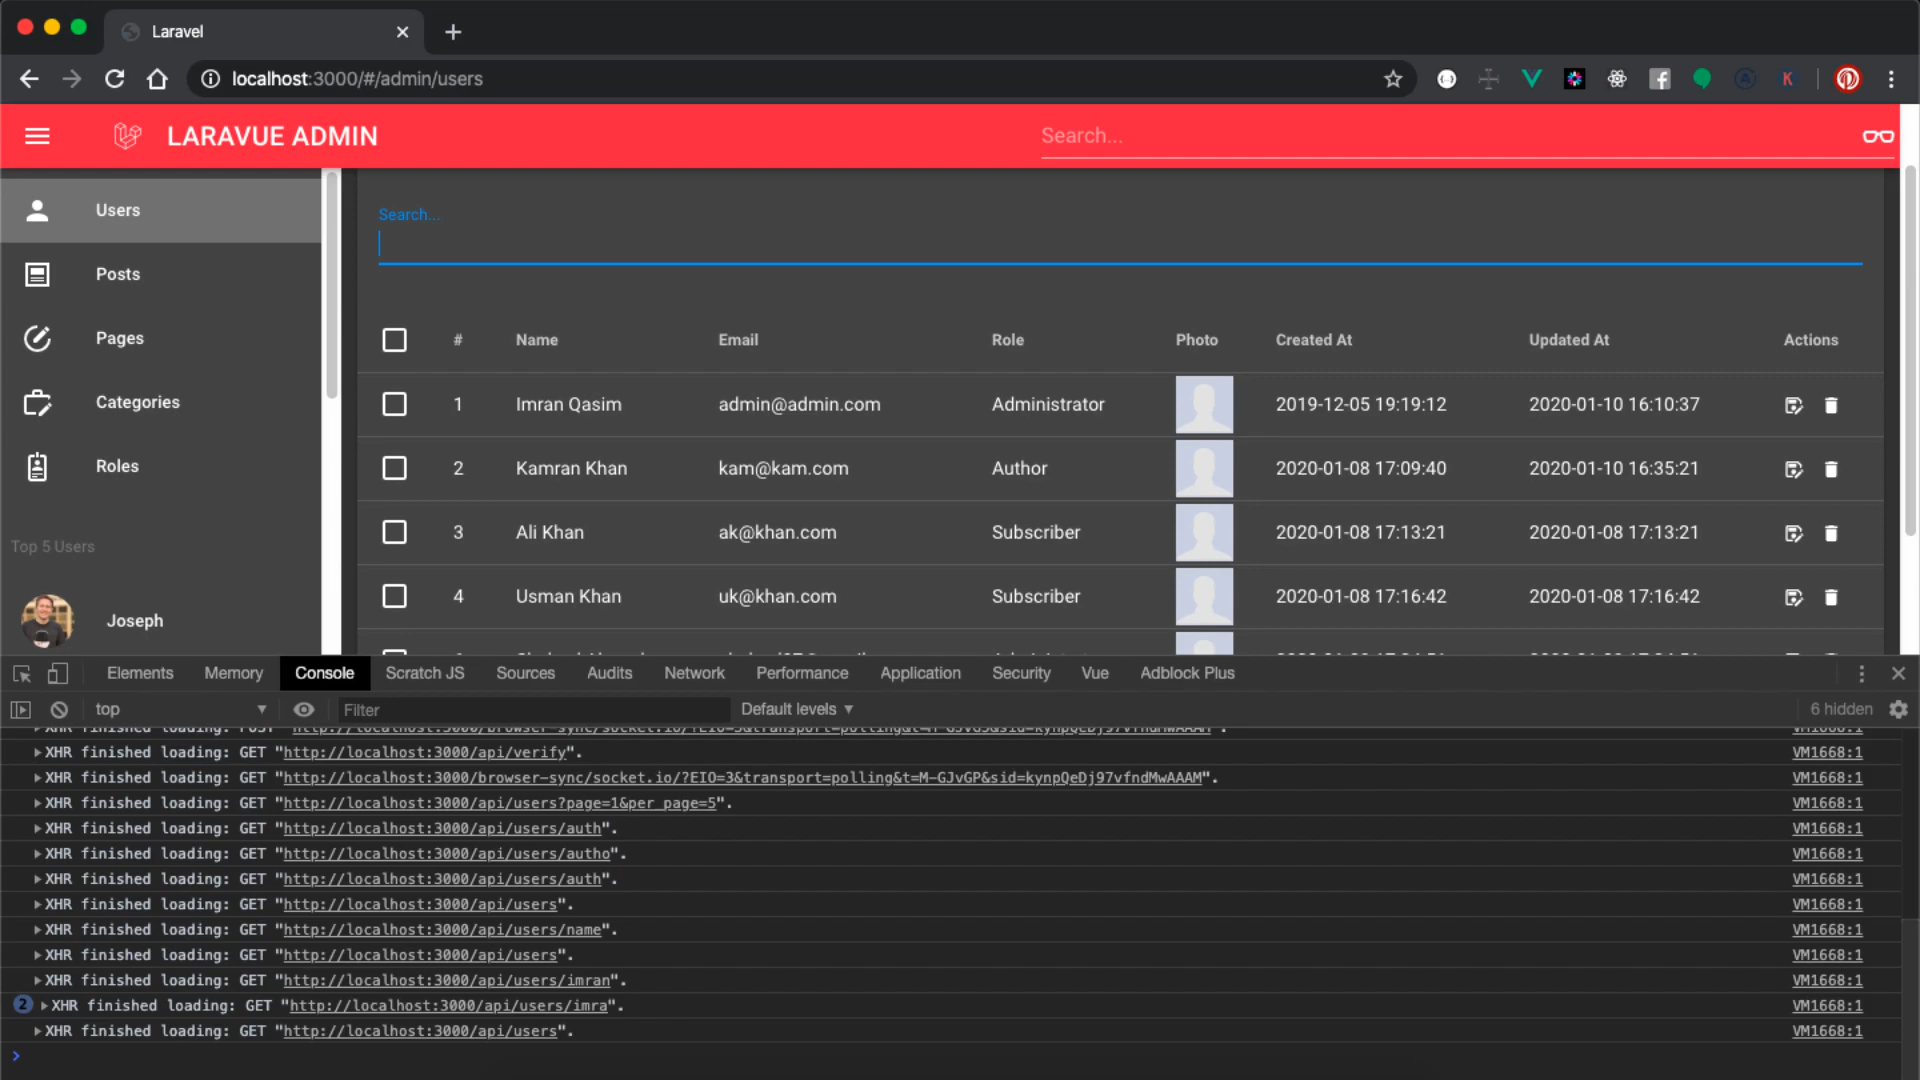 Laravel
localhost:3000/#/admin/users
LARAVUE ADMIN
Search...
Users
Posts
Pages
Categories
Roles
Top 5 Users
Joseph
Search...
# Name Email Role Photo Created At Updated At Actions
1 Imran Qasim admin@admin.com Administrator 2019-12-05 19:19:12 2020-01-10 16:10:37
2 Kamran Khan kam@kam.com Author 2020-01-08 17:09:40 2020-01-10 16:35:21
3 Ali Khan ak@khan.com Subscriber 2020-01-08 17:13:21 2020-01-08 17:13:21
4 Usman Khan uk@khan.com Subscriber 2020-01-08 17:16:42 2020-01-08 17:16:42
Elements Memory Console Scratch JS Sources Audits Network Performance Application Security Vue Adblock Plus
top Filter Default levels 6 hidden
XHR finished loading: GET "http://localhost:3000/api/verify". VM1668:1
XHR finished loading: GET "http://localhost:3000/browser-sync/socket.io/?EIO=3&transport=polling&t=M-GJvGP&sid=kynpQeDj97vfndMwAAAM". VM1668:1
XHR finished loading: GET "http://localhost:3000/api/users?page=1&per_page=5". VM1668:1
XHR finished loading: GET "http://localhost:3000/api/users/auth". VM1668:1
XHR finished loading: GET "http://localhost:3000/api/users/autho". VM1668:1
XHR finished loading: GET "http://localhost:3000/api/users/auth". VM1668:1
XHR finished loading: GET "http://localhost:3000/api/users". VM1668:1
XHR finished loading: GET "http://localhost:3000/api/users/name". VM1668:1
XHR finished loading: GET "http://localhost:3000/api/users". VM1668:1
XHR finished loading: GET "http://localhost:3000/api/users/imran". VM1668:1
2 XHR finished loading: GET "http://localhost:3000/api/users/imra". VM1668:1
XHR finished loading: GET "http://localhost:3000/api/users". VM1668:1